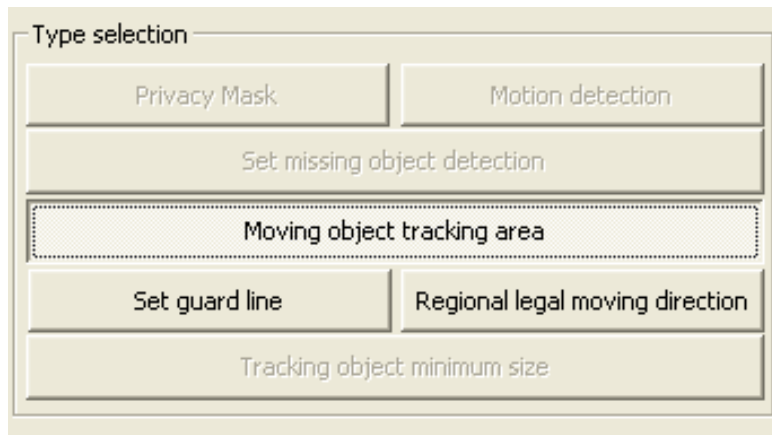 Type selection
Privacy Mask
Motion detection
Set missing object detection
Moving object tracking area
Set guard line
Regional legal moving direction
Tracking object minimum size